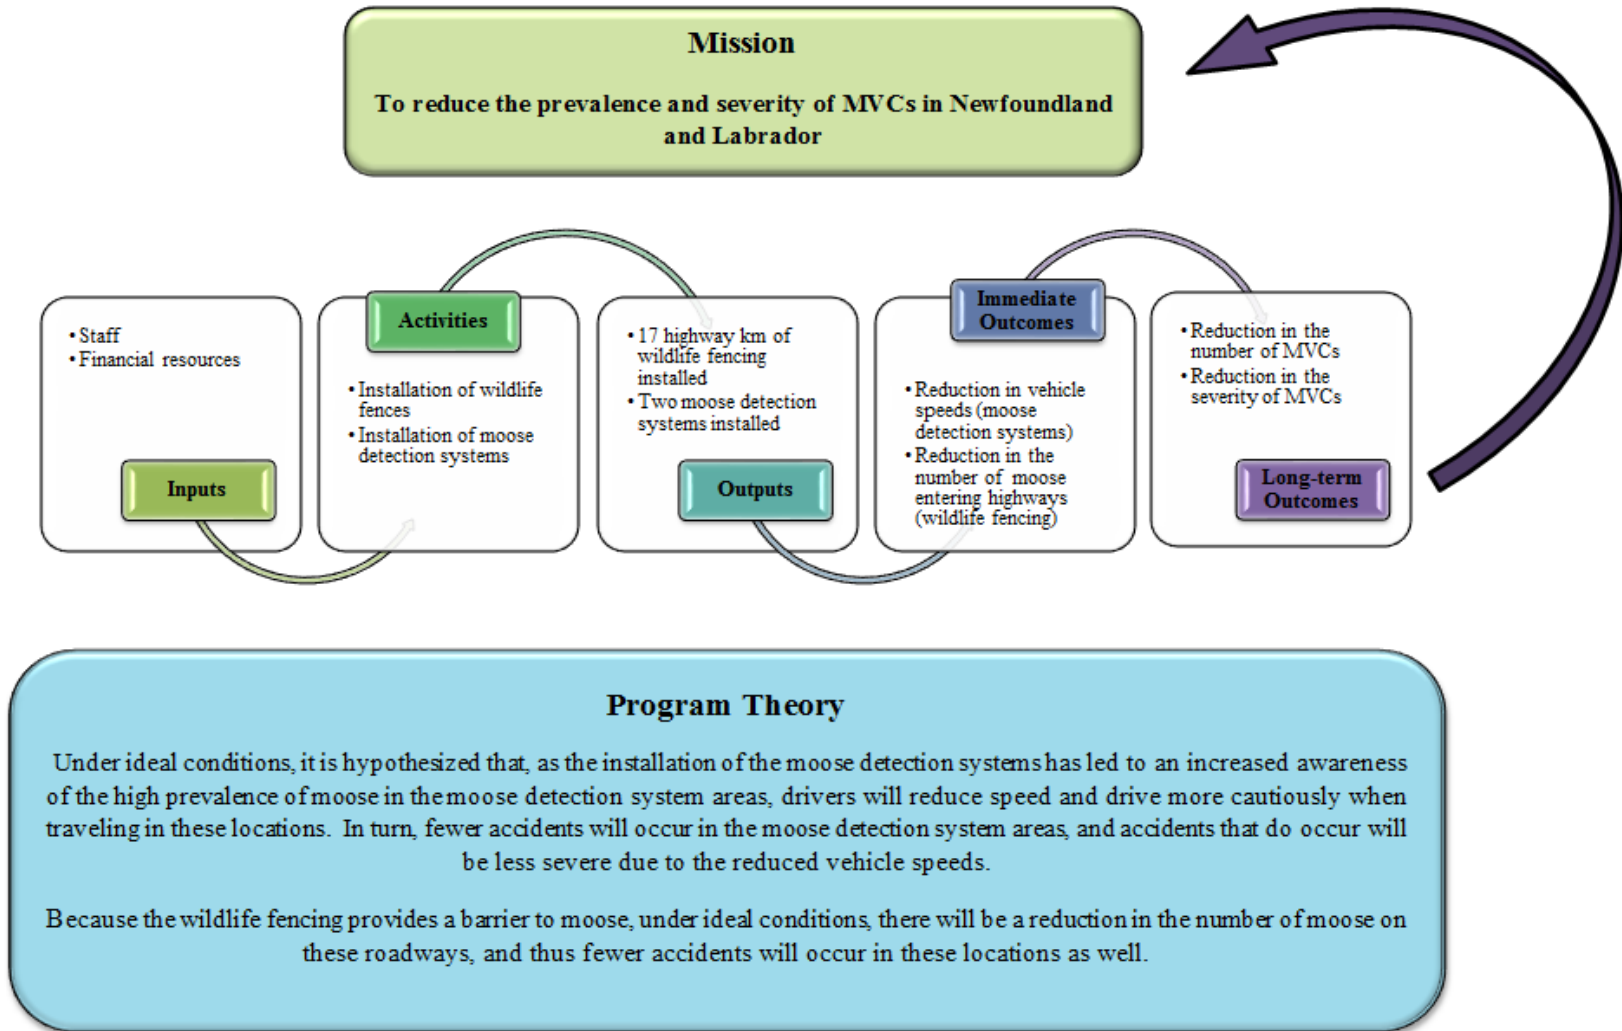 Mission
To reduce the prevalence and severity of MVCs in Newfoundland
and Labrador
• Staff
• Financial resources
Inputs
Activities
• Installation of wildlife
fences
• Installation of moose
detection systems
• 17 highway km of
wildlife fencing
installed
• Two moose detection
systems installed
Outputs
Immediate
Outcomes
• Reduction in vehicle
speeds (moose
detection systems)
• Reduction in the
number of moose
entering highways
(wildlife fencing)
• Reduction in the
number of MVCs
• Reduction in the
severity of MVCs
Long-term
Outcomes
Program Theory
Under ideal conditions, it is hypothesized that, as the installation of the moose detection systems has led to an increased awareness
of the high prevalence of moose in the moose detection system areas, drivers will reduce speed and drive more cautiously when
traveling in these locations. In turn, fewer accidents will occur in the moose detection system areas, and accidents that do occur will
be less severe due to the reduced vehicle speeds.
Because the wildlife fencing provides a barrier to moose, under ideal conditions, there will be a reduction in the number of moose on
these roadways, and thus fewer accidents will occur in these locations as well.